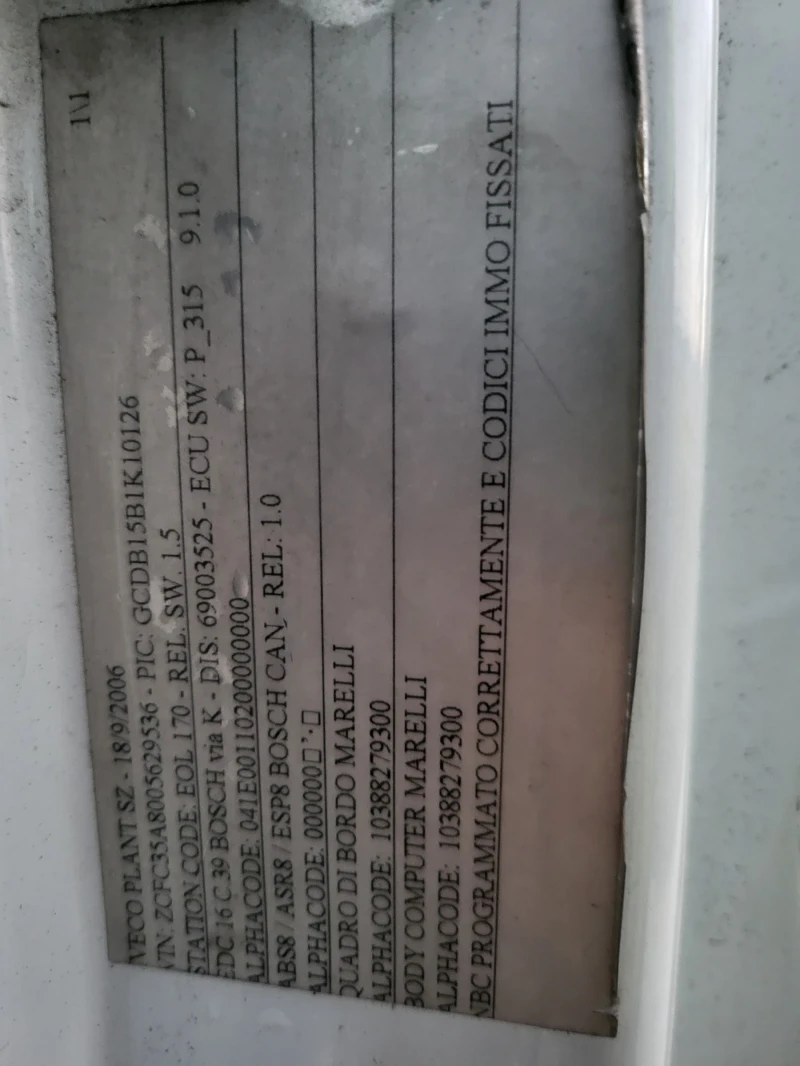 1\1
IVECO PLANT SZ - 18/9/2006
VIN: ZCFC35A8005629536 - PIC: GCDB15B1K10126
STATION CODE: EOL 170 - REL. SW. 1.5
EDC 16 C.39 BOSCH via K - DIS: 69003525 - ECU SW: P_315 9.1.0
ALPHACODE: 041E00110200000000
ABS8 / ASR8 / ESP8 BOSCH CAN - REL: 1.0
ALPHACODE: 000000□’·□
QUADRO DI BORDO MARELLI
ALPHACODE: 10388279300
BODY COMPUTER MARELLI
ALPHACODE: 10388279300
NBC PROGRAMMATO CORRETTAMENTE E CODICI IMMO FISSATI